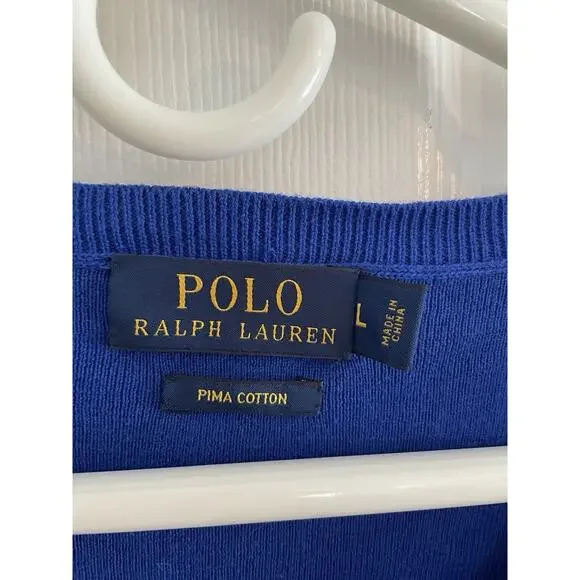 POLO
RALPH LAUREN
L
MADE IN
CHINA
PIMA COTTON